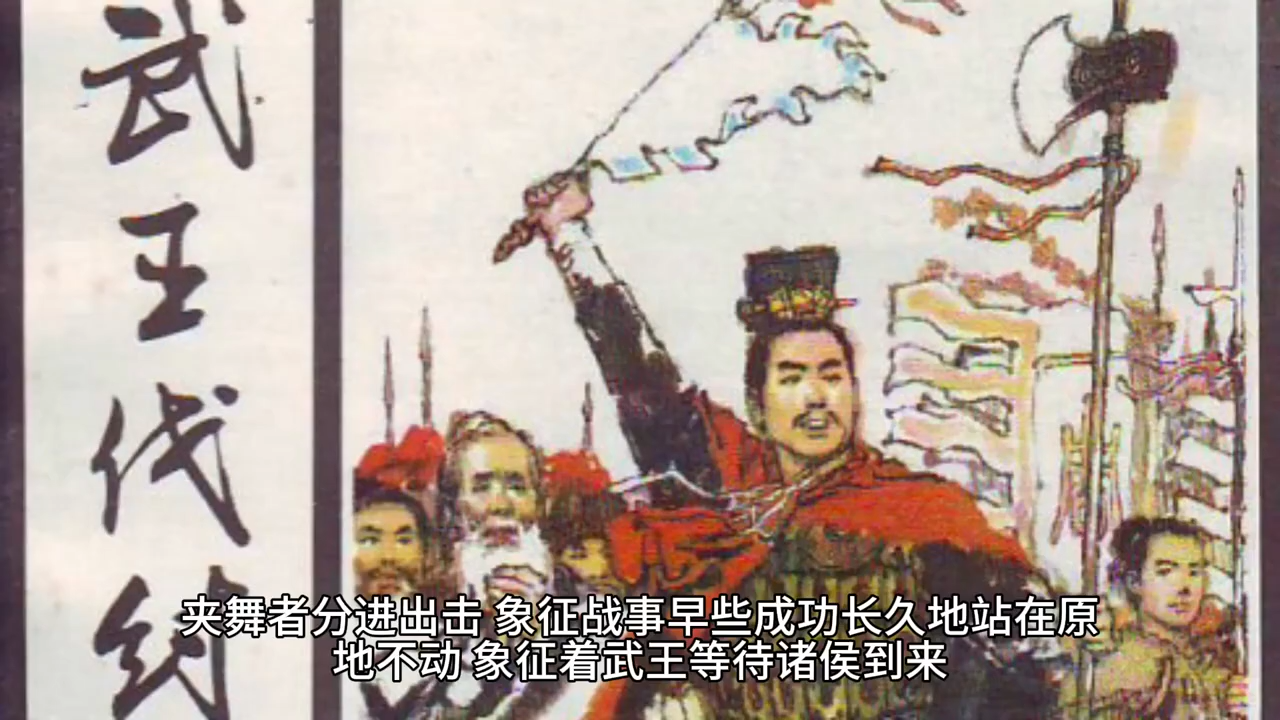 武王伐纣
夹舞者分进出击 象征战事早些成功长久地站在原
地不动 象征着武王等待诸侯到来